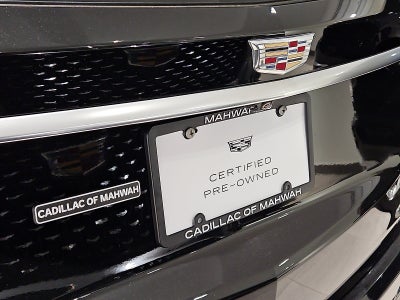 MAHWAH
CERTIFIED
PRE-OWNED
CADILLAC OF MAHWAH
CADILLAC OF MAHWAH